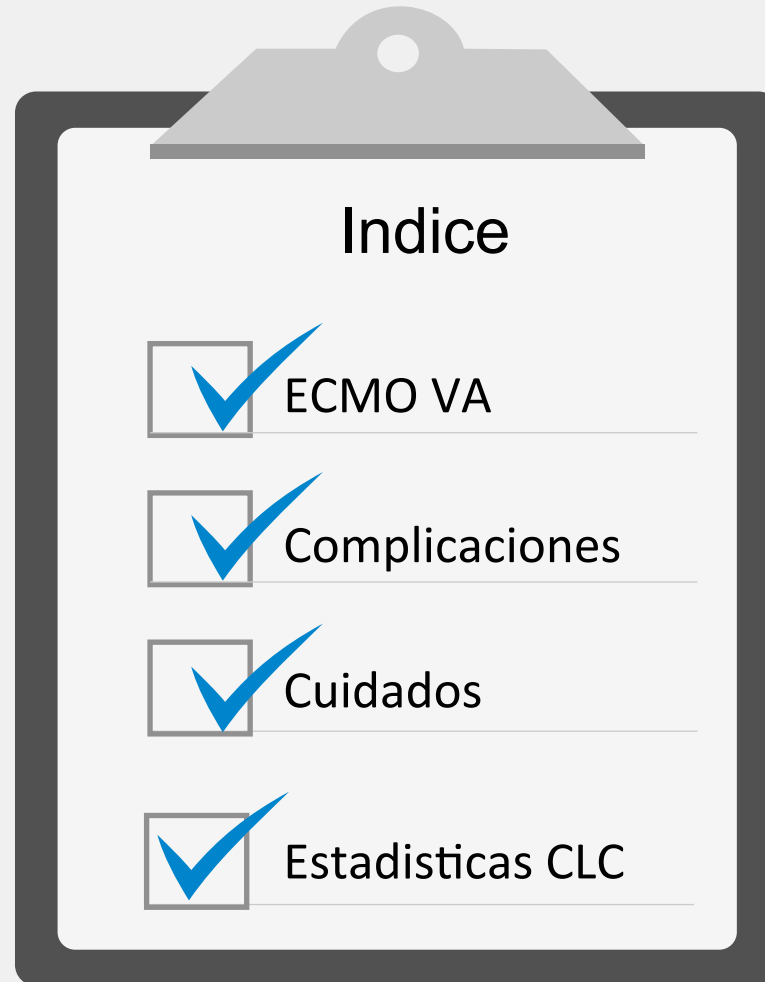 Indice
ECMO VA
Complicaciones
Cuidados
Estadisticas CLC